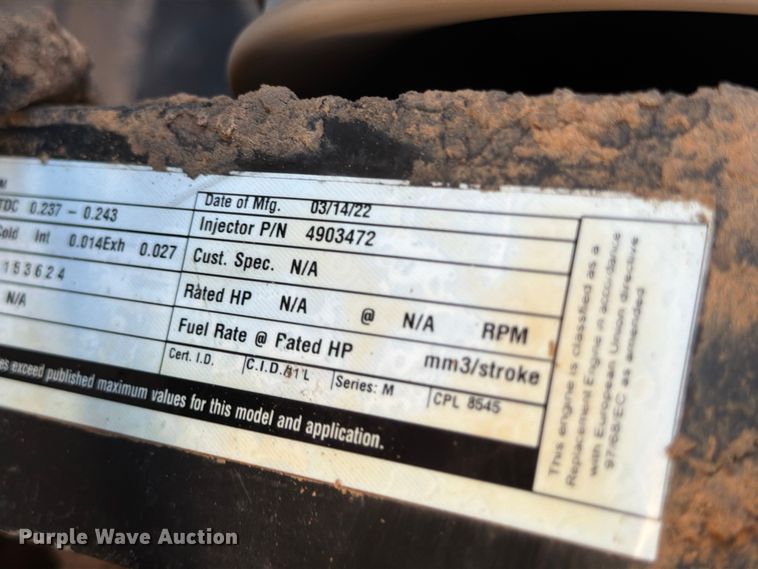 TDC 0.237 - 0.243
Cold Int 0.014Exh 0.027
153624
N/A
Date of Mfg. 03/14/22
Injector P/N 4903472
Cust. Spec. N/A
Rated HP N/A @ N/A RPM
Fuel Rate @ Rated HP mm3/stroke
Cert. I.D.
C.I.D./11 L
Series: M
CPL 8545
exceed published maximum values for this model and application.
This engine is classified as a
Replacement Engine in accordance
with European Union directive
97/68/EC as amended
Purple Wave Auction